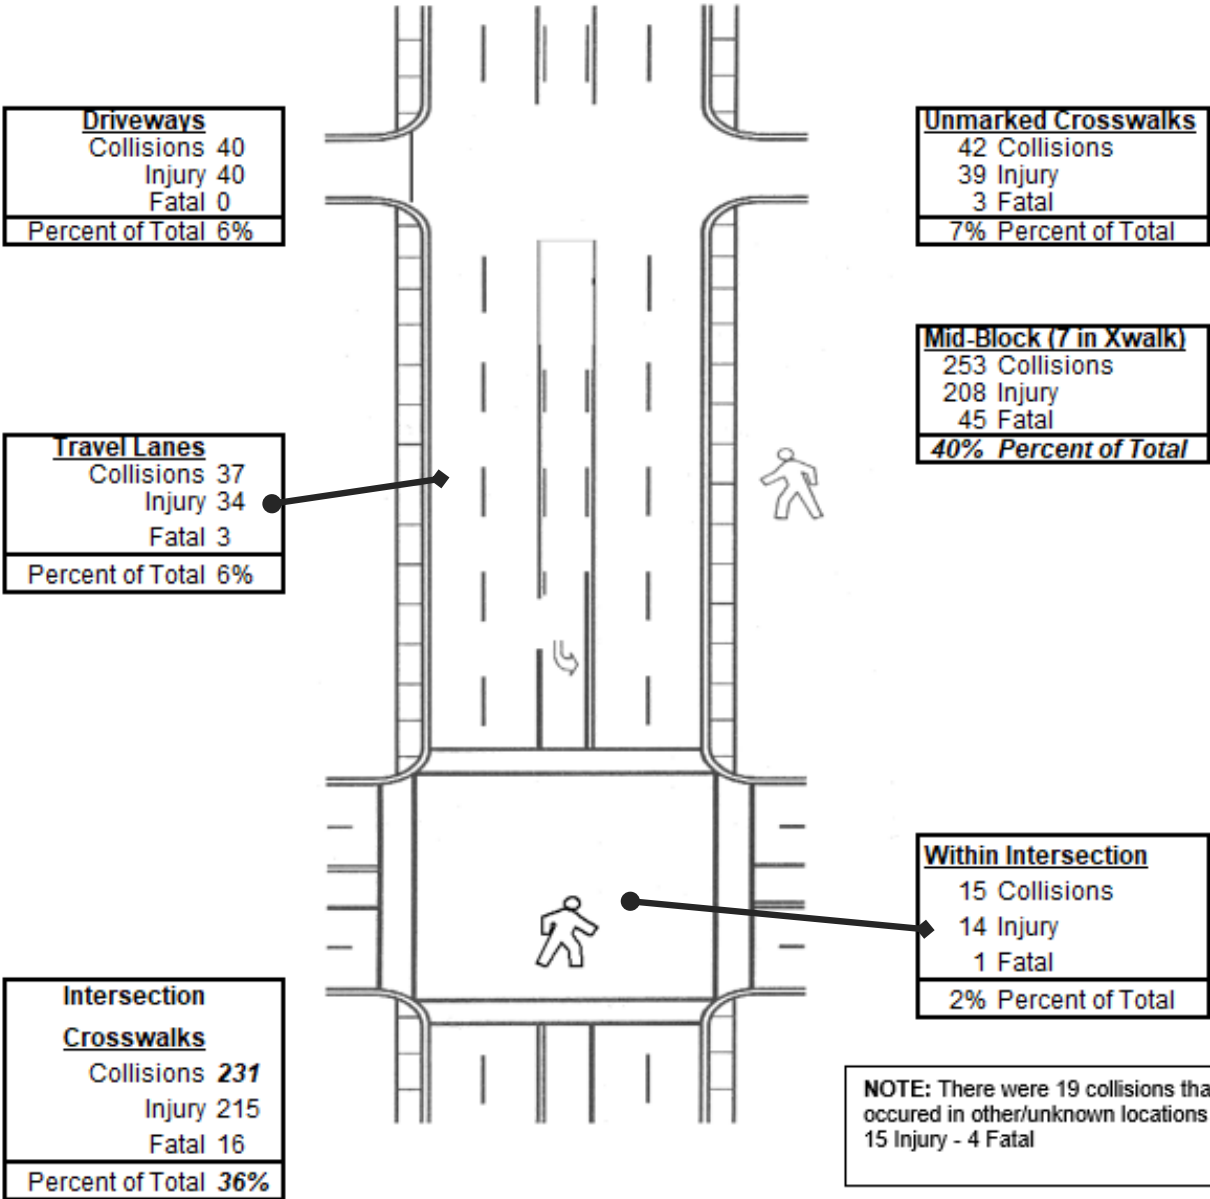 Driveways
Collisions 40
Injury 40
Fatal 0
Percent of Total 6%
Unmarked Crosswalks
42 Collisions
39 Injury
3 Fatal
7% Percent of Total
Mid-Block (7 in Xwalk)
253 Collisions
208 Injury
45 Fatal
40% Percent of Total
Travel Lanes
Collisions 37
Injury 34
Fatal 3
Percent of Total 6%
Within Intersection
15 Collisions
14 Injury
1 Fatal
2% Percent of Total
Intersection
Crosswalks
Collisions 231
Injury 215
Fatal 16
Percent of Total 36%
NOTE: There were 19 collisions tha
occured in other/unknown locations
15 Injury - 4 Fatal